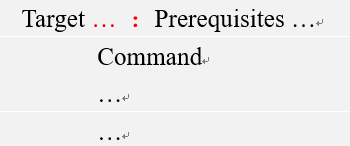 Target … : Prerequisites …
Command
…
…